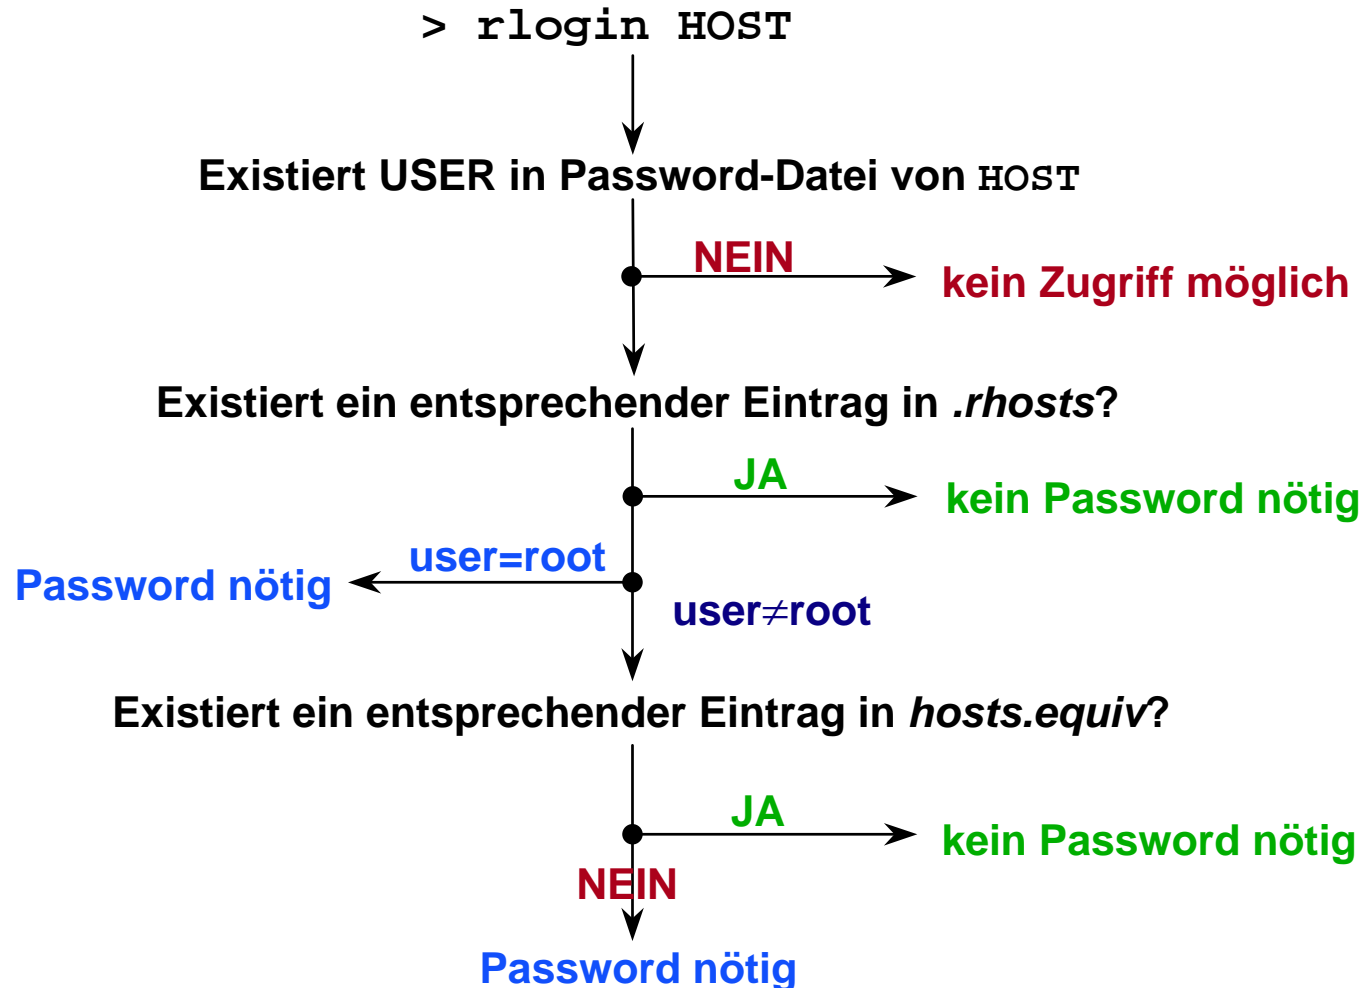 > rlogin HOST
Existiert USER in Password-Datei von HOST
NEIN
kein Zugriff möglich
Existiert ein entsprechender Eintrag in .rhosts?
JA
kein Password nötig
user=root
Password nötig
user≠root
Existiert ein entsprechender Eintrag in hosts.equiv?
JA
kein Password nötig
NEIN
Password nötig